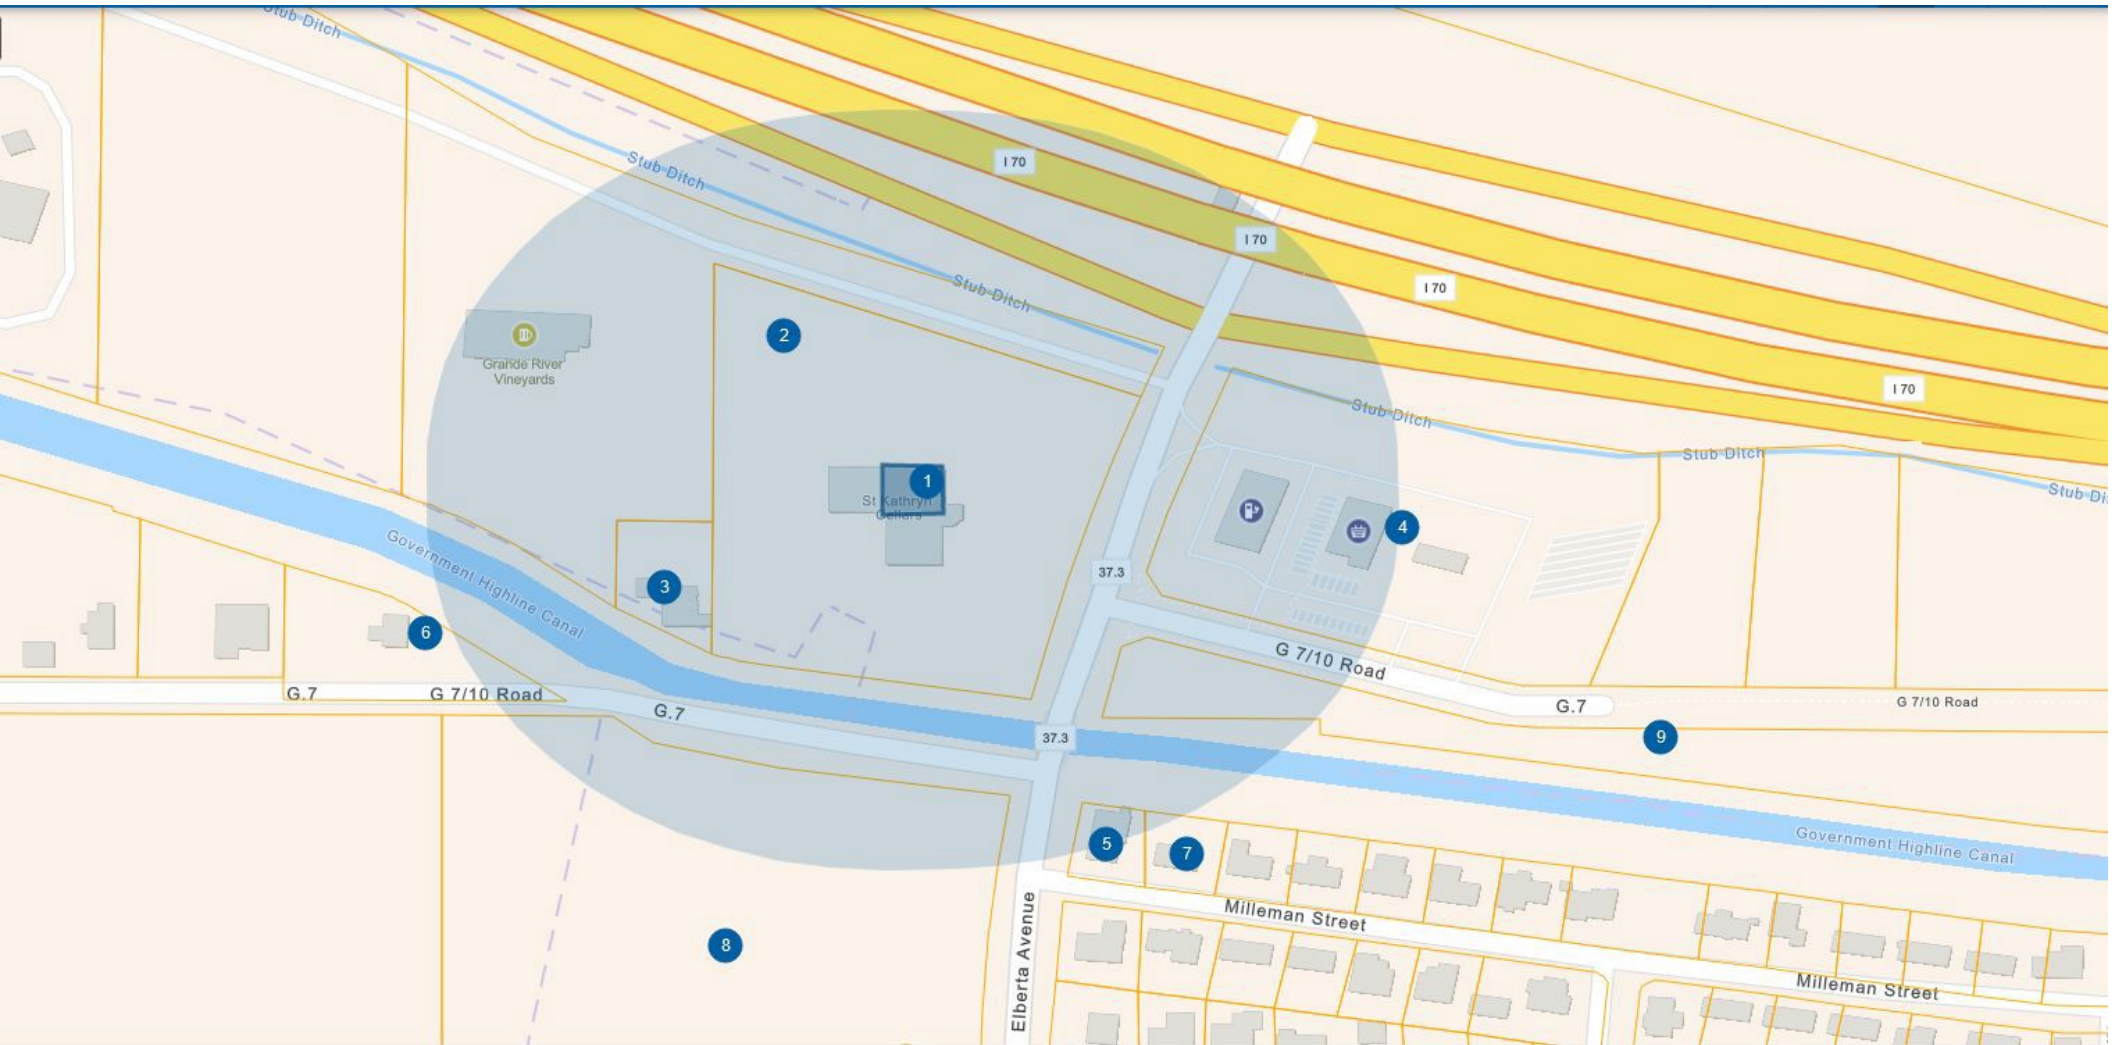 Stub Ditch
Stub Ditch
I 70
I 70
I 70
I 70
Stub Ditch
Stub Ditch
Stub Ditch
Stub Di
Grande River
Vineyards
2
1
St Kathryn
Cellars
3
4
37.3
Government Highline Canal
6
G.7
G 7/10 Road
G.7
G 7/10 Road
G.7
G 7/10 Road
37.3
9
5
7
Government Highline Canal
8
Elberta Avenue
Milleman Street
Milleman Street